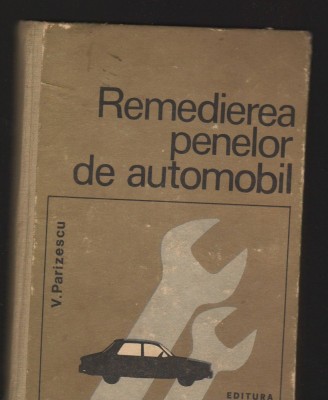 Remedierea
penelor
de automobil
V. Parizescu
EDITURA